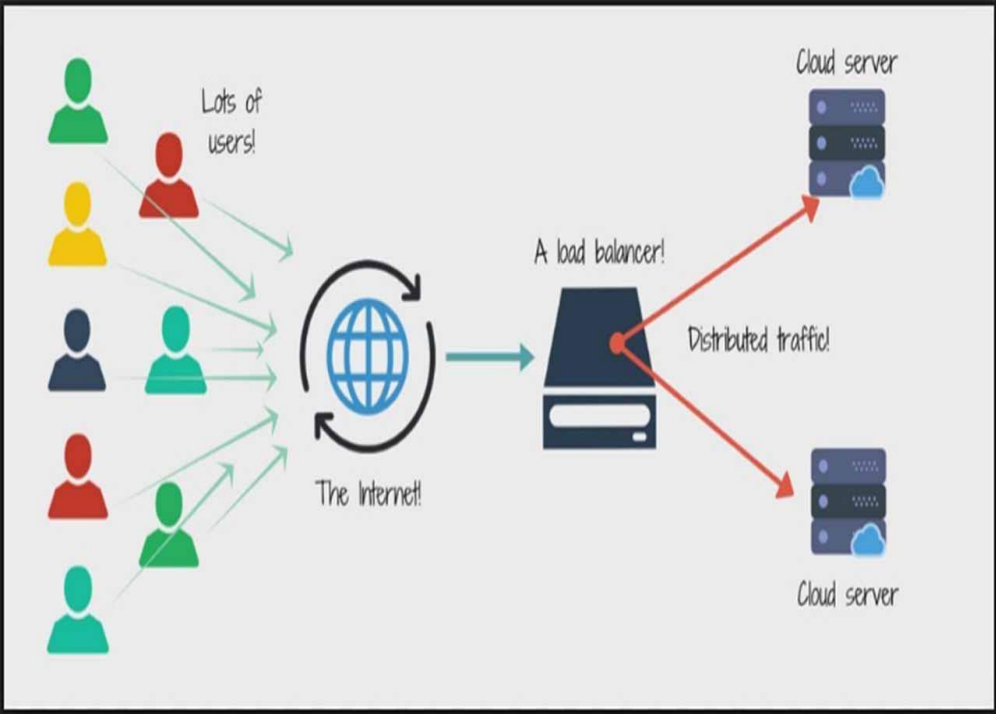 Lots of
users!
The Internet!
A load balancer!
Distributed traffic!
Cloud server
Cloud server